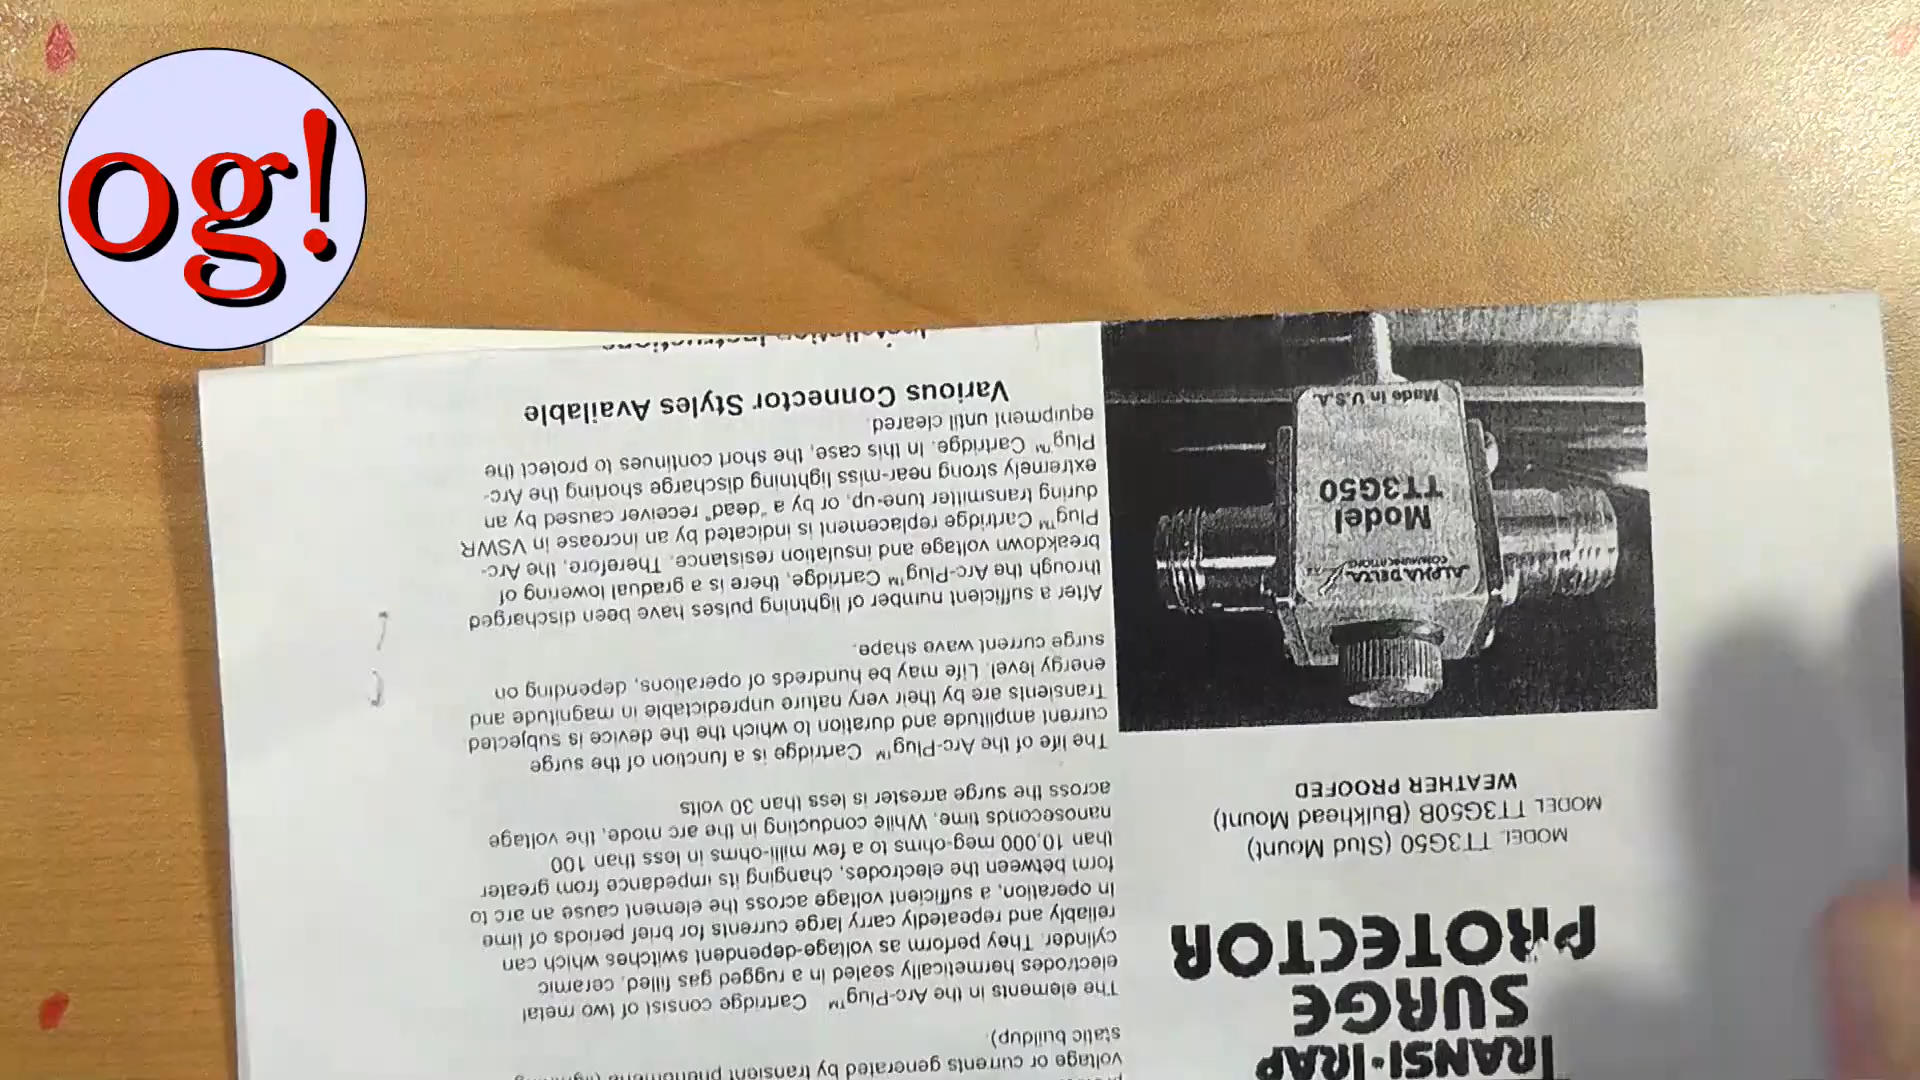 og!
TRANSI-TRAP
SURGE
PROTECTOR
MODEL TT3G50 (Stud Mount)
MODEL TT3G50B (Bulkhead Mount)
WEATHER PROOFED
ALPHA DELTA
COMMUNICATIONS
Model
TT3G50
Made in U.S.A.
voltage or currents generated by transient phenomena
static buildup).
The elements in the Arc-Plug™ Cartridge consist of two metal
electrodes hermetically sealed in a rugged gas filled, ceramic
cylinder. They perform as voltage-dependent switches which can
reliably and repeatedly carry large currents for brief periods of time
In operation, a sufficient voltage across the element cause an arc to
form between the electrodes, changing its impedance from greater
than 10,000 meg-ohms to a few milli-ohms in less than 100
nanoseconds time. While conducting in the arc mode, the voltage
across the surge arrester is less than 30 volts
The life of the Arc-Plug™ Cartridge is a function of the surge
current amplitude and duration to which the the device is subjected
Transients are by their very nature unpredictable in magnitude and
energy level. Life may be hundreds of operations, depending on
surge current wave shape.
After a sufficient number of lightning pulses have been discharged
through the Arc-Plug™ Cartridge, there is a gradual lowering of
breakdown voltage and insulation resistance. Therefore, the Arc-
Plug™ Cartridge replacement is indicated by an increase in VSWR
during transmitter tune-up, or by a "dead" receiver caused by an
extremely strong near-miss lightning discharge shorting the Arc-
Plug™ Cartridge. In this case, the short continues to protect the
equipment until cleared.
Various Connector Styles Available
Installation Instructions